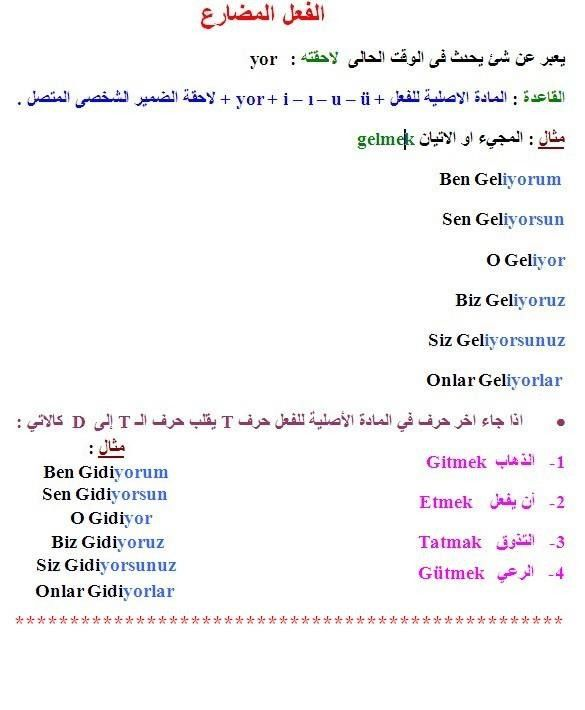 الفعل المضارع
يعبر عن شئ يحدث فى الوقت الحالى لاحقته : yor
القاعدة : المادة الاصلية للفعل + yor + i – ı – u – ü + لاحقة الضمير الشخصى المتصل .
مثال : المجيء او الاتيان gelmek
Ben Geliyorum
Sen Geliyorsun
O Geliyor
Biz Geliyoruz
Siz Geliyorsunuz
Onlar Geliyorlar
• اذا جاء اخر حرف في المادة الأصلية للفعل حرف T يقلب حرف الـ T إلى D كالاتي :
1- الذهاب Gitmek
2- أن يفعل Etmek
3- التذوق Tatmak
4- الرعي Gütmek
مثال :
Ben Gidiyorum
Sen Gidiyorsun
O Gidiyor
Biz Gidiyoruz
Siz Gidiyorsunuz
Onlar Gidiyorlar